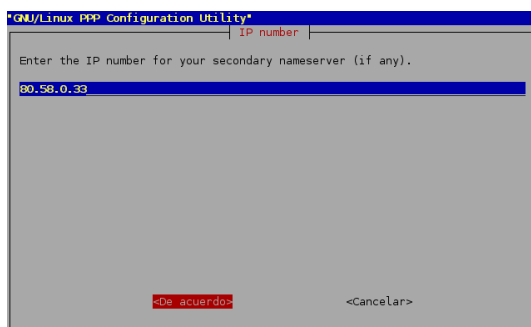 "GNU/Linux PPP Configuration Utility"
IP number
Enter the IP number for your secondary nameserver (if any).
80.58.0.33
<De acuerdo> <Cancelar>